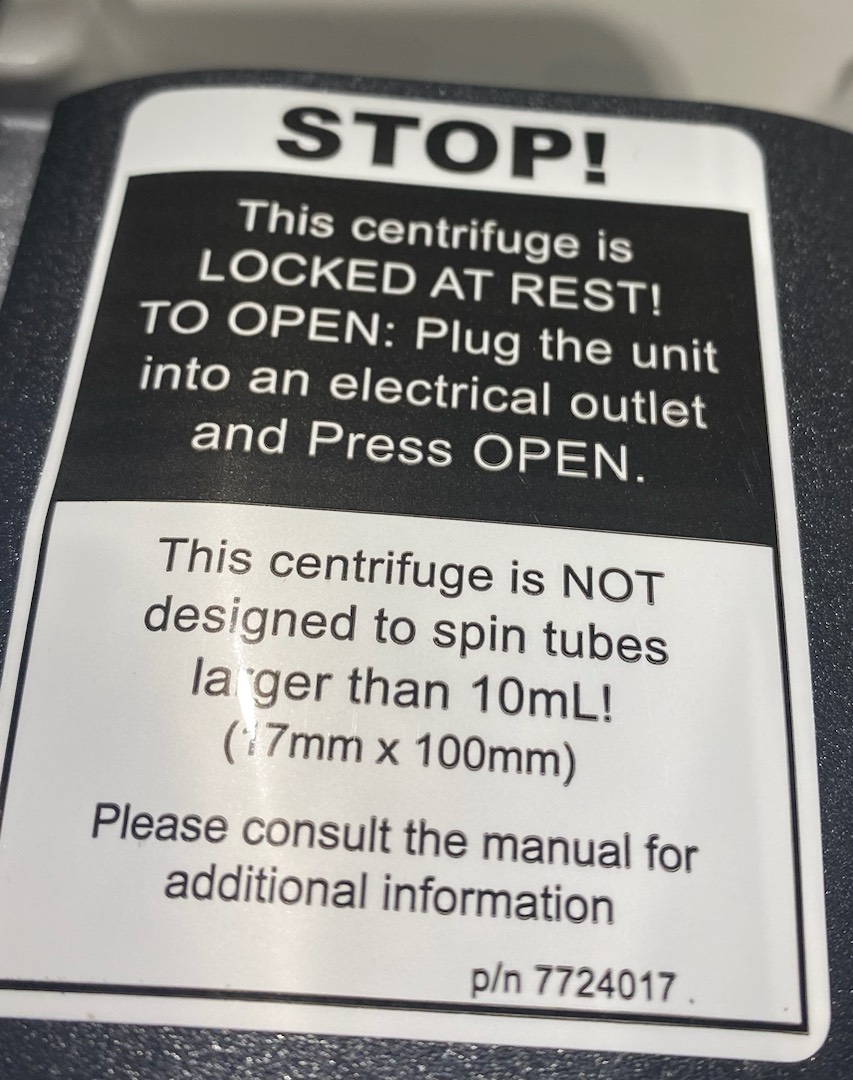 STOP!
This centrifuge is
LOCKED AT REST!
TO OPEN: Plug the unit
into an electrical outlet
and Press OPEN.
This centrifuge is NOT
designed to spin tubes
larger than 10mL!
(17mm x 100mm)
Please consult the manual for
additional information
p/n 7724017.